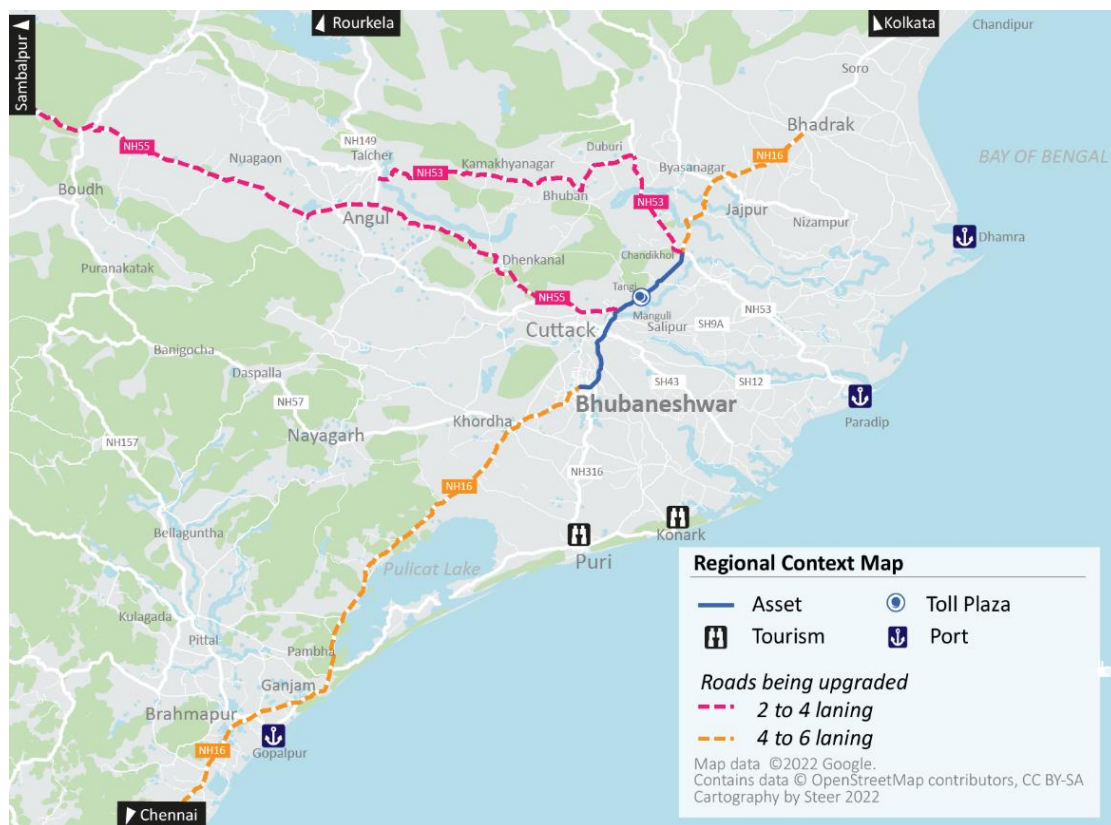 Rourkela
Kolkata
Chandipur
Sambalpur
Soro
Bhadrak
NH149
Duburi
NH55
Nuagaon
Talcher
Kamakhyanagar
NH16
BAY OF BENGAL
NH53
Byasanagar
Boudh
Bhuban
NH53
Jajpur
Angul
Nizampur
Dhamra
Chandikhol
Puranakatak
Dhenkanal
Tangi
NH55
NH53
Manguli
Cuttack
Salipur
SH9A
Banigocha
Daspalla
SH43
SH12
NH57
Bhubaneshwar
Paradip
Khordha
Nayagarh
NH157
NH316
NH16
Bellaguntha
Konark
Puri
Pulicat Lake
Kulagada
Pittal
Pambha
Ganjam
Brahmapur
NH16
Gopalpur
Chennai
Regional Context Map
Asset
Toll Plaza
Tourism
Port
Roads being upgraded
2 to 4 laning
4 to 6 laning
Map data ©2022 Google.
Contains data © OpenStreetMap contributors, CC BY-SA
Cartography by Steer 2022